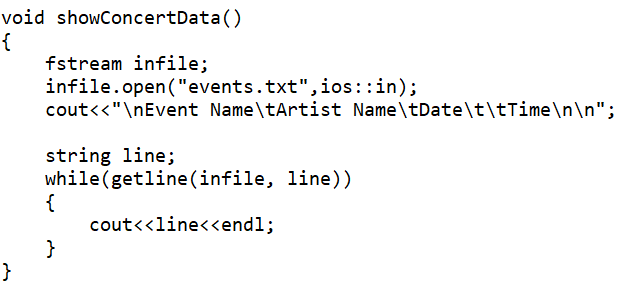 void showConcertData()
{
    fstream infile;
    infile.open("events.txt",ios::in);
    cout<<"\nEvent Name\tArtist Name\tDate\t\tTime\n\n";

    string line;
    while(getline(infile, line))
    {
        cout<<line<<endl;
    }
}